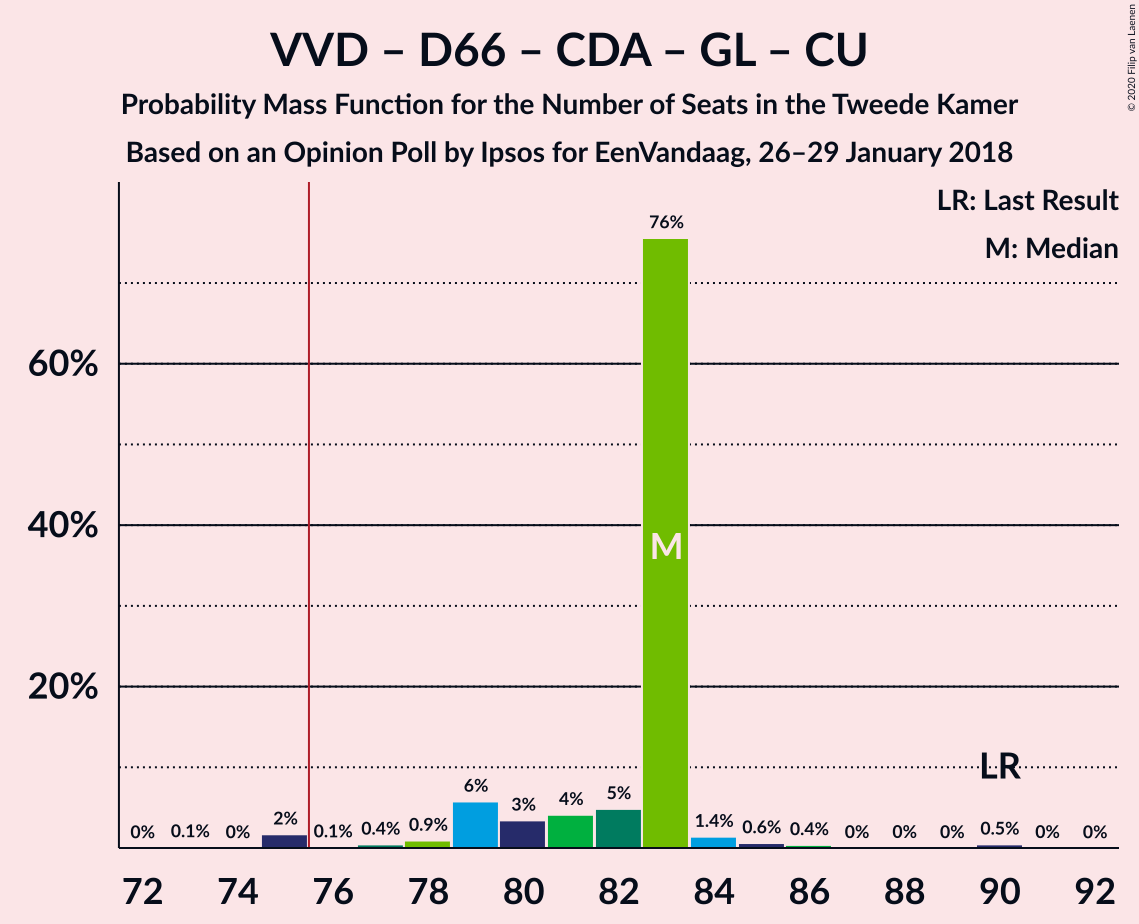 VVD – D66 – CDA – GL – CU
Probability Mass Function for the Number of Seats in the Tweede Kamer
Based on an Opinion Poll by Ipsos for EenVandaag, 26–29 January 2018
© 2020 Filip van Laenen
LR: Last Result
M: Median
76%
60%
40%
M
20%
LR
6%
5%
4%
3%
2%
1.4%
0.9%
0% 0.1% 0% 0.1% 0.4% 0.6% 0.4% 0% 0% 0% 0.5% 0% 0%
72 74 76 78 80 82 84 86 88 90 92